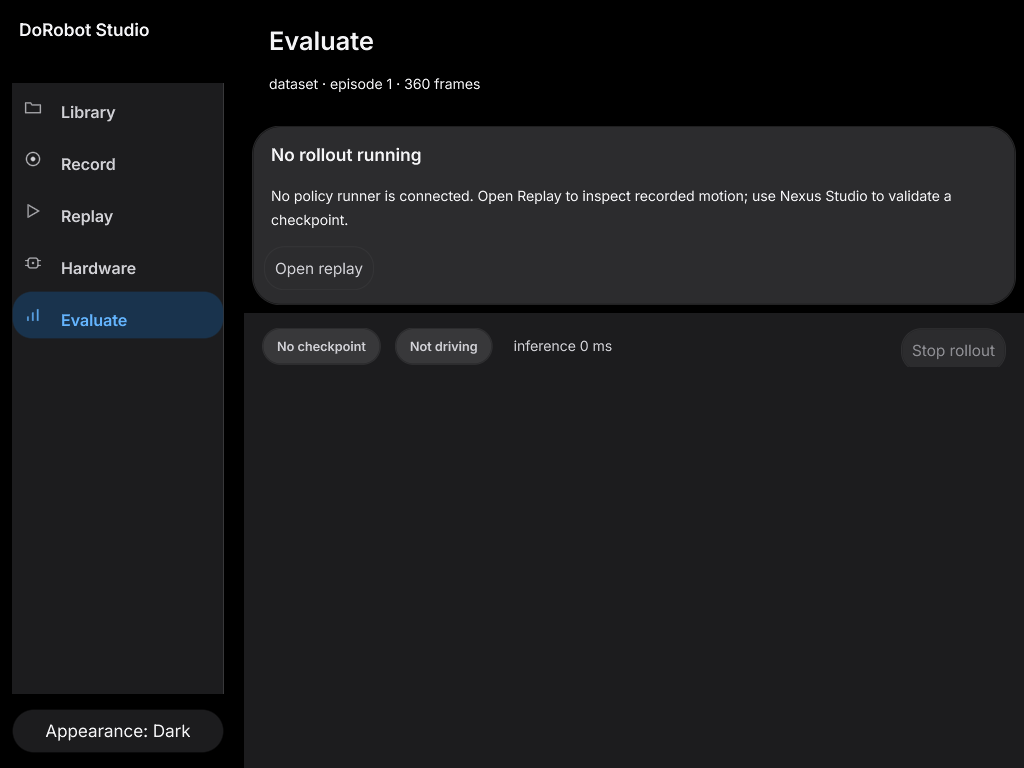 DoRobot Studio
Library
Record
Replay
Hardware
Evaluate
Appearance: Dark
Evaluate
dataset · episode 1 · 360 frames
No rollout running
No policy runner is connected. Open Replay to inspect recorded motion; use Nexus Studio to validate a
checkpoint.
Open replay
No checkpoint
Not driving
inference 0 ms
Stop rollout